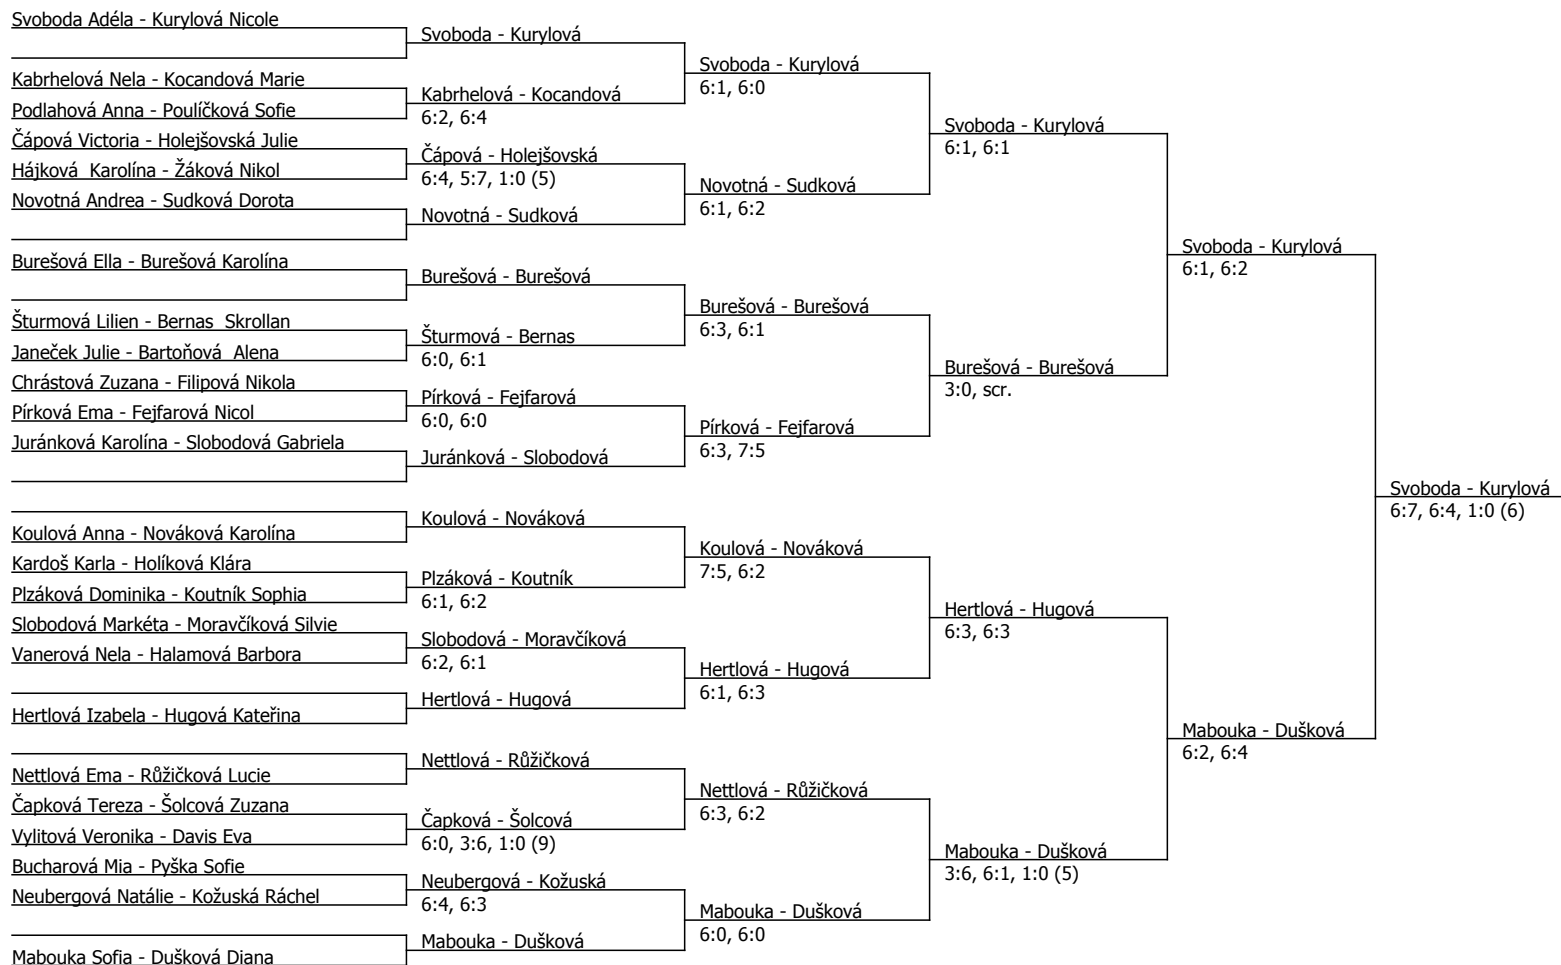 Svoboda Adéla - Kurylová Nicole
Kabrhelová Nela - Kocandová Marie
Podlahová Anna - Poulíčková Sofie
Čápová Victoria - Holejšovská Julie
Hájková  Karolína - Žáková Nikol
Novotná Andrea - Sudková Dorota
Burešová Ella - Burešová Karolína
Šturmová Lilien - Bernas  Skrollan
Janeček Julie - Bartoňová  Alena
Chrástová Zuzana - Filipová Nikola
Pírková Ema - Fejfarová Nicol
Juránková Karolína - Slobodová Gabriela
Koulová Anna - Nováková Karolína
Kardoš Karla - Holíková Klára
Plzáková Dominika - Koutník Sophia
Slobodová Markéta - Moravčíková Silvie
Vanerová Nela - Halamová Barbora
Hertlová Izabela - Hugová Kateřina
Nettlová Ema - Růžičková Lucie
Čapková Tereza - Šolcová Zuzana
Vylitová Veronika - Davis Eva
Bucharová Mia - Pyška Sofie
Neubergová Natálie - Kožuská Ráchel
Mabouka Sofia - Dušková Diana
Svoboda - Kurylová
Kabrhelová - Kocandová
6:2, 6:4
Čápová - Holejšovská
6:4, 5:7, 1:0 (5)
Novotná - Sudková
Burešová - Burešová
Šturmová - Bernas
6:0, 6:1
Pírková - Fejfarová
6:0, 6:0
Juránková - Slobodová
Koulová - Nováková
Plzáková - Koutník
6:1, 6:2
Slobodová - Moravčíková
6:2, 6:1
Hertlová - Hugová
Nettlová - Růžičková
Čapková - Šolcová
6:0, 3:6, 1:0 (9)
Neubergová - Kožuská
6:4, 6:3
Mabouka - Dušková
Svoboda - Kurylová
6:1, 6:0
Novotná - Sudková
6:1, 6:2
Burešová - Burešová
6:3, 6:1
Pírková - Fejfarová
6:3, 7:5
Koulová - Nováková
7:5, 6:2
Hertlová - Hugová
6:1, 6:3
Nettlová - Růžičková
6:3, 6:2
Mabouka - Dušková
6:0, 6:0
Svoboda - Kurylová
6:1, 6:1
Burešová - Burešová
3:0, scr.
Hertlová - Hugová
6:3, 6:3
Mabouka - Dušková
3:6, 6:1, 1:0 (5)
Svoboda - Kurylová
6:1, 6:2
Mabouka - Dušková
6:2, 6:4
Svoboda - Kurylová
6:7, 6:4, 1:0 (6)